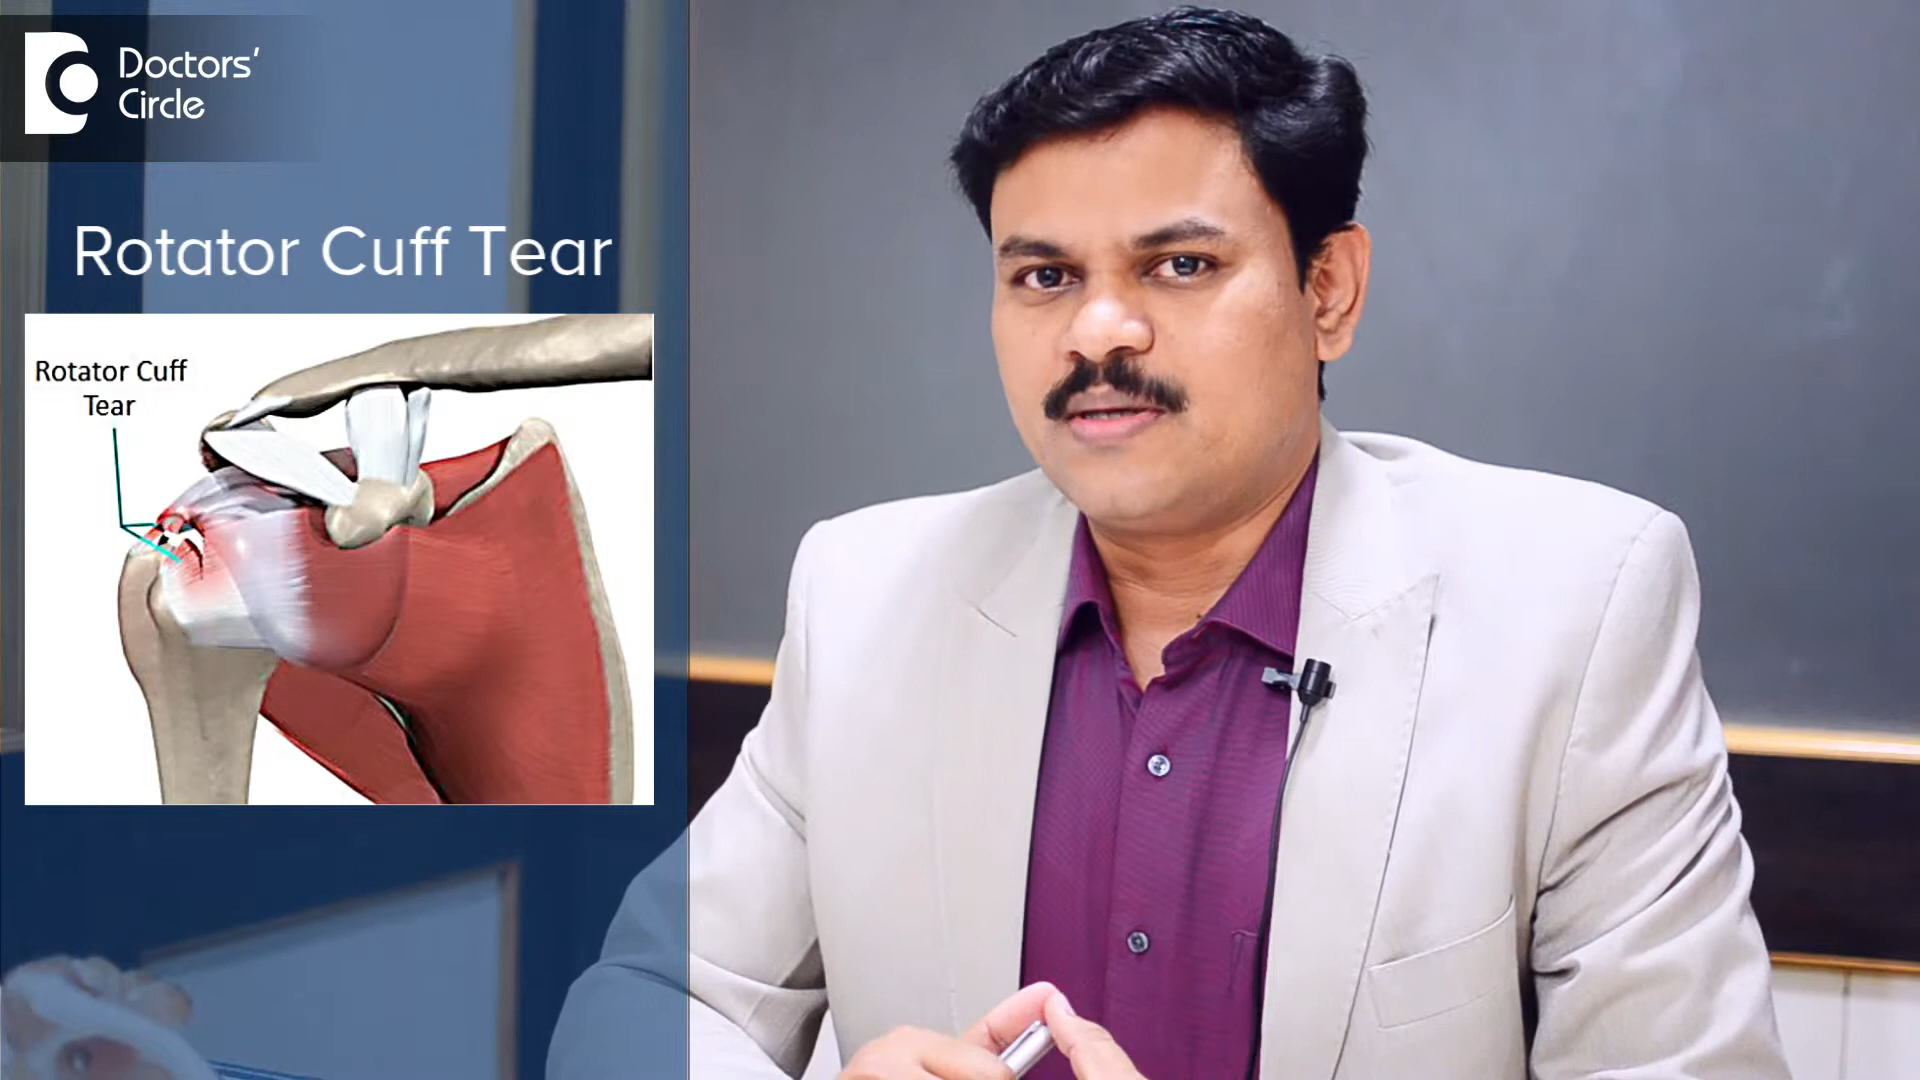 Doctors'
Circle
Rotator Cuff Tear
Rotator Cuff
Tear